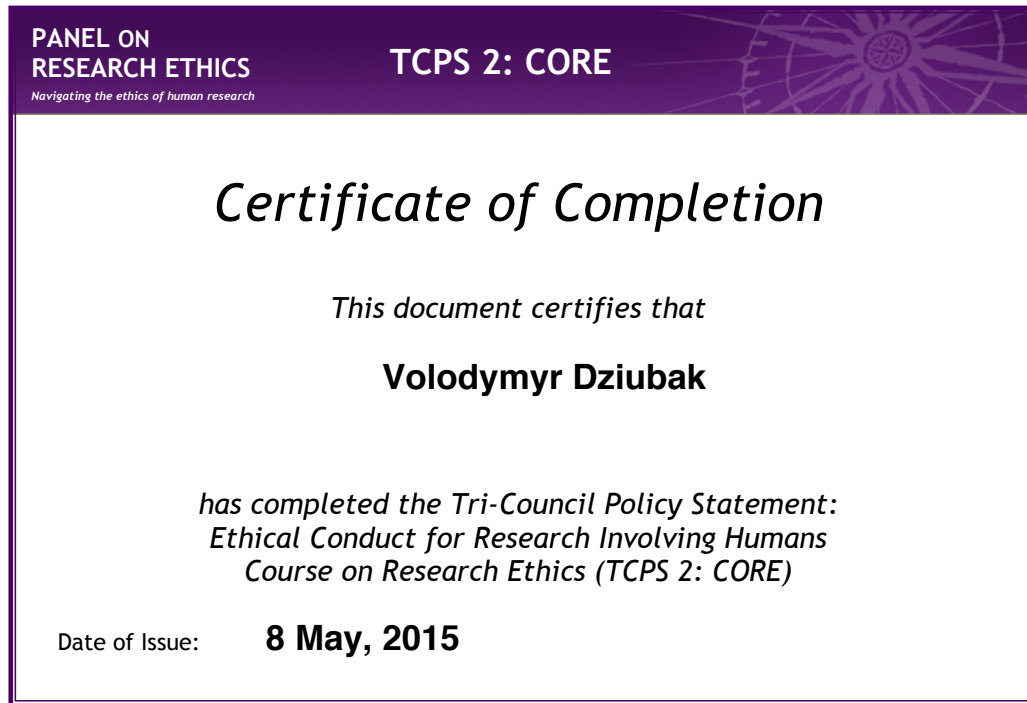 PANEL ON
RESEARCH ETHICS
Navigating the ethics of human research
TCPS 2: CORE
Certificate of Completion
This document certifies that
Volodymyr Dziubak
has completed the Tri-Council Policy Statement:
Ethical Conduct for Research Involving Humans
Course on Research Ethics (TCPS 2: CORE)
Date of Issue: 8 May, 2015